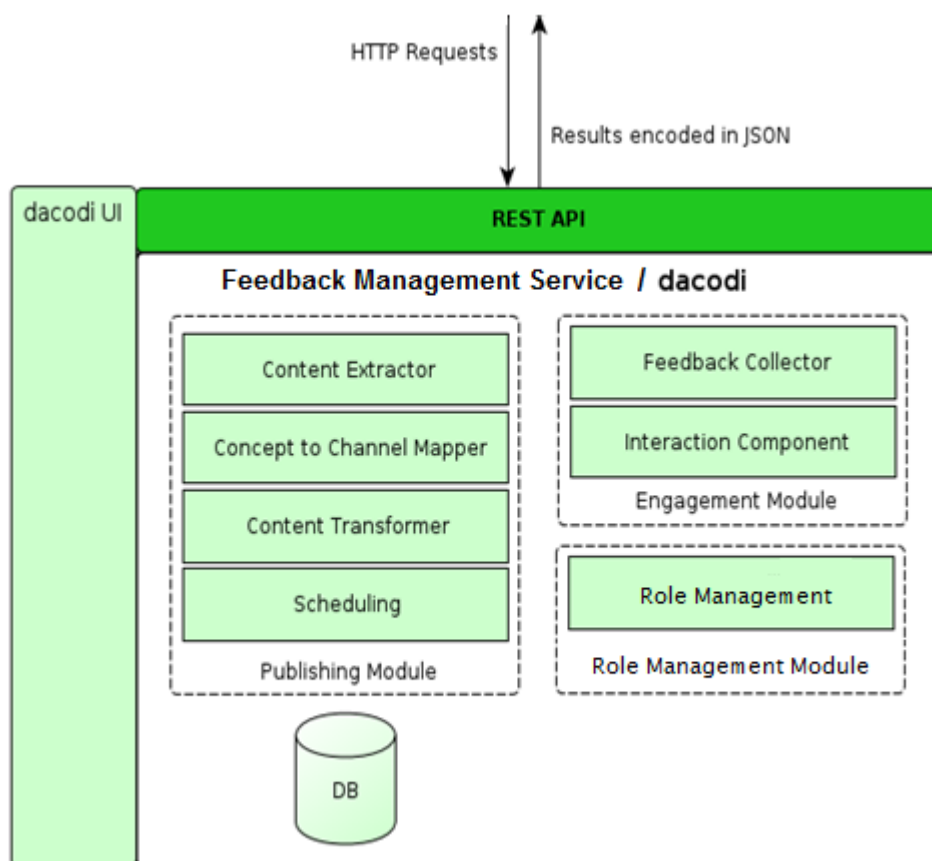 HTTP Requests
Results encoded in JSON
dacodi UI
REST API
Feedback Management Service / dacodi
Content Extractor
Concept to Channel Mapper
Content Transformer
Scheduling
Publishing Module
Feedback Collector
Interaction Component
Engagement Module
Role Management
Role Management Module
DB